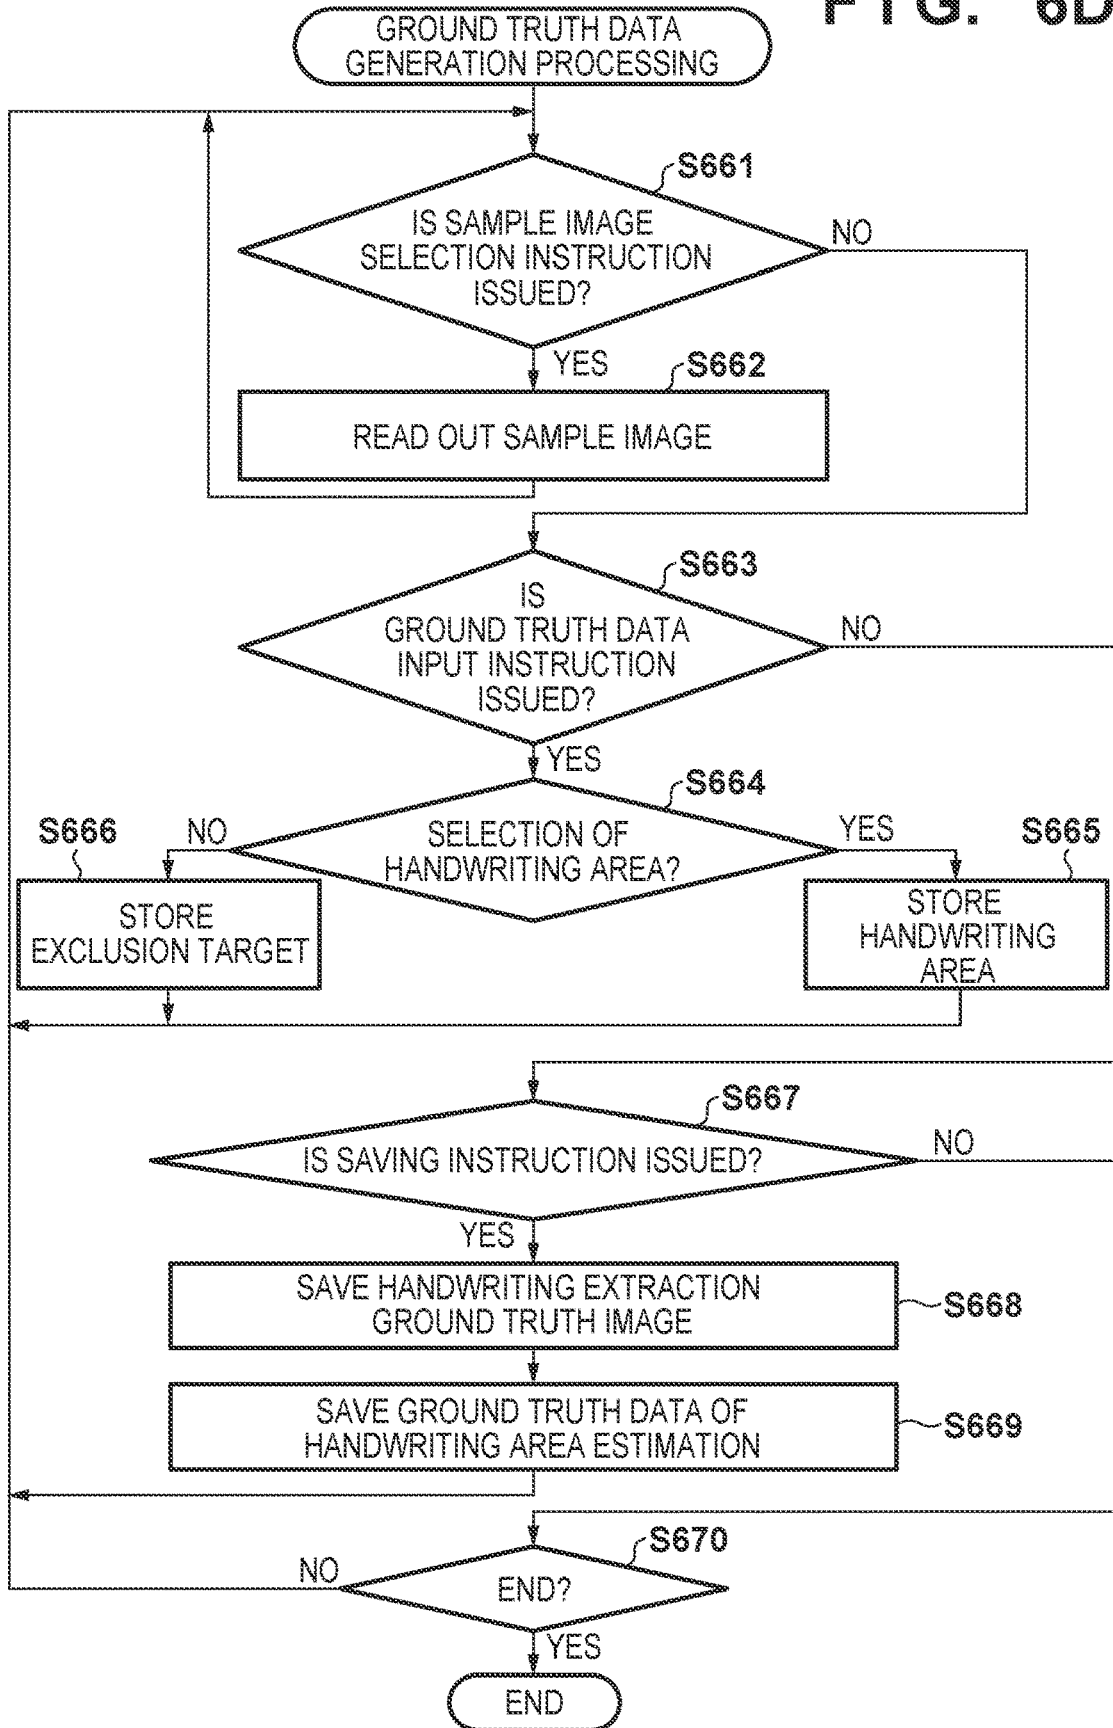 FIG. 6D
GROUND TRUTH DATA
GENERATION PROCESSING
S661
IS SAMPLE IMAGE
SELECTION INSTRUCTION
ISSUED?
NO
YES
S662
READ OUT SAMPLE IMAGE
S663
IS
GROUND TRUTH DATA
INPUT INSTRUCTION
ISSUED?
NO
YES
S664
SELECTION OF
HANDWRITING AREA?
NO
YES
S666
STORE
EXCLUSION TARGET
S665
STORE
HANDWRITING
AREA
S667
IS SAVING INSTRUCTION ISSUED?
NO
YES
SAVE HANDWRITING EXTRACTION
GROUND TRUTH IMAGE
S668
SAVE GROUND TRUTH DATA OF
HANDWRITING AREA ESTIMATION
S669
S670
END?
NO
YES
END